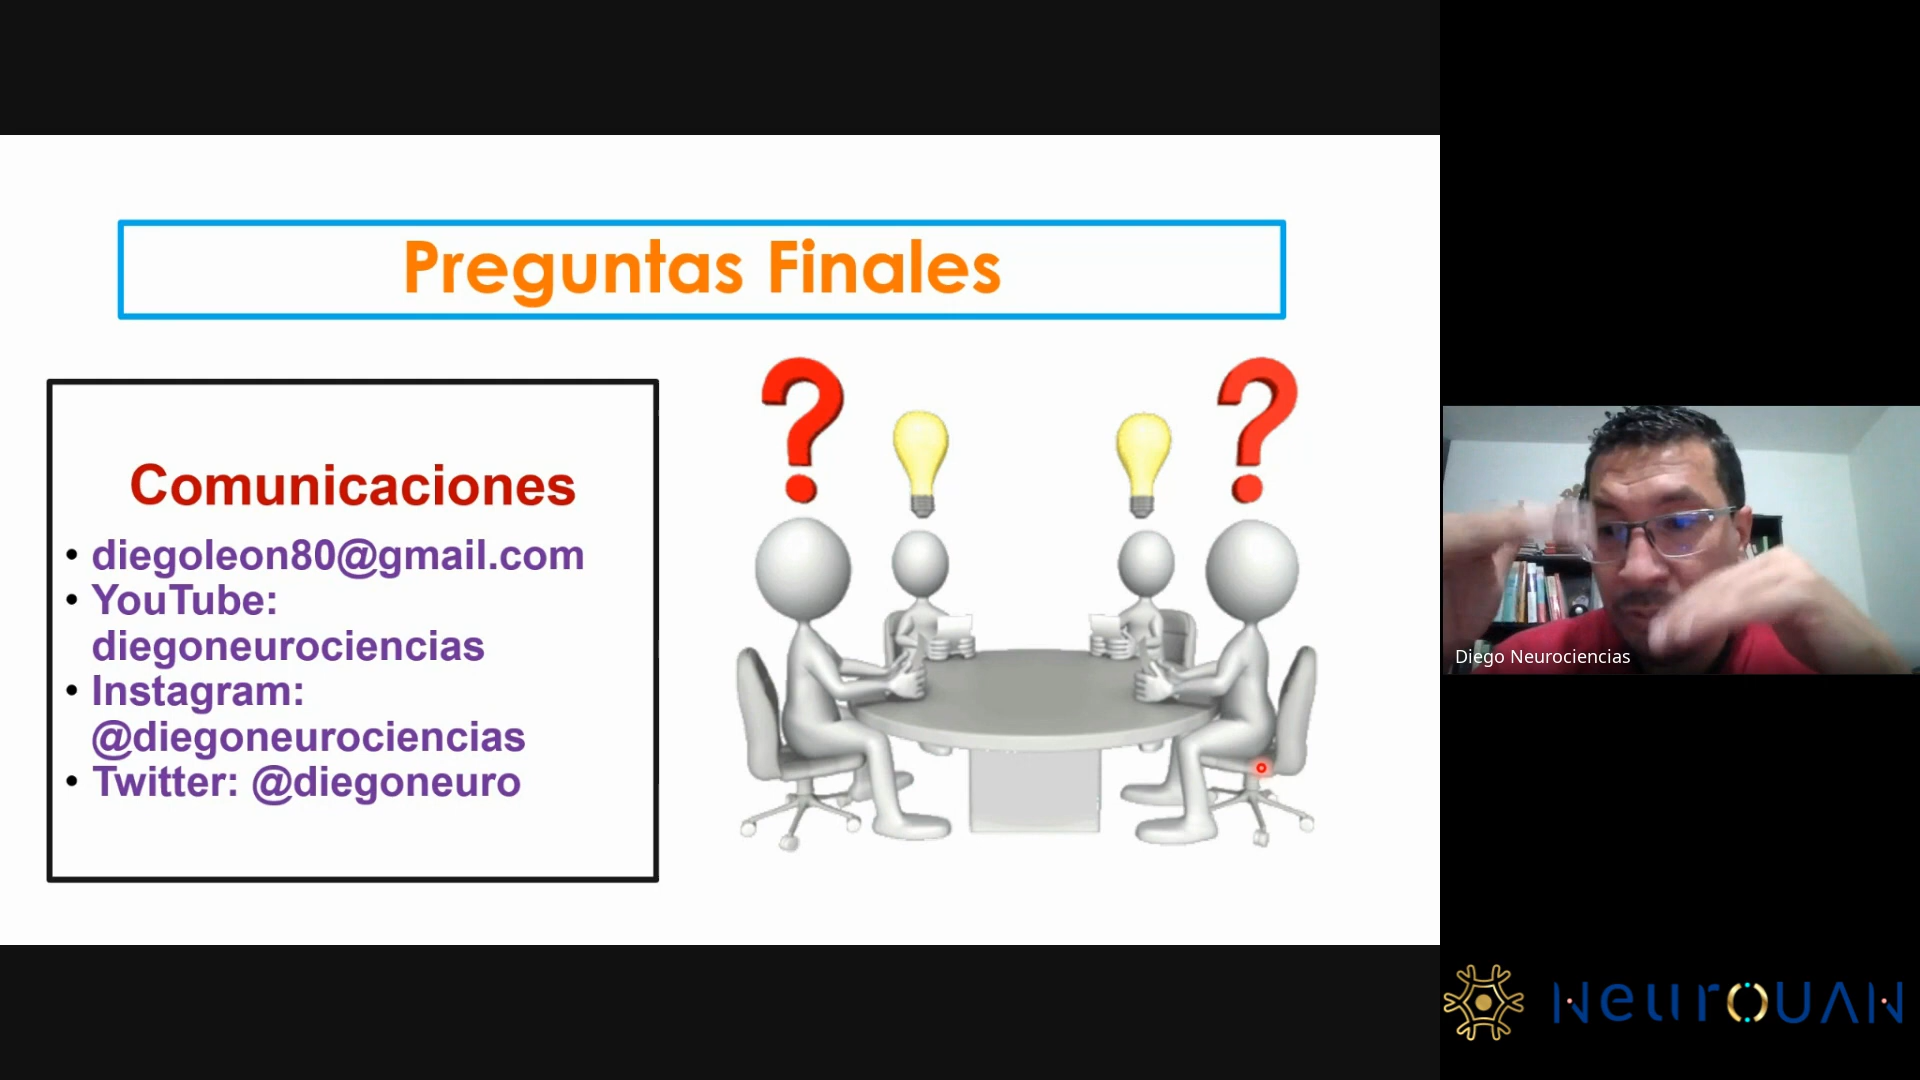 Preguntas Finales
Comunicaciones
• diegoleon80@gmail.com
• YouTube:
diegoneurociencias
• Instagram:
@diegoneurociencias
• Twitter: @diegoneuro
Diego Neurociencias
NeurOUAN